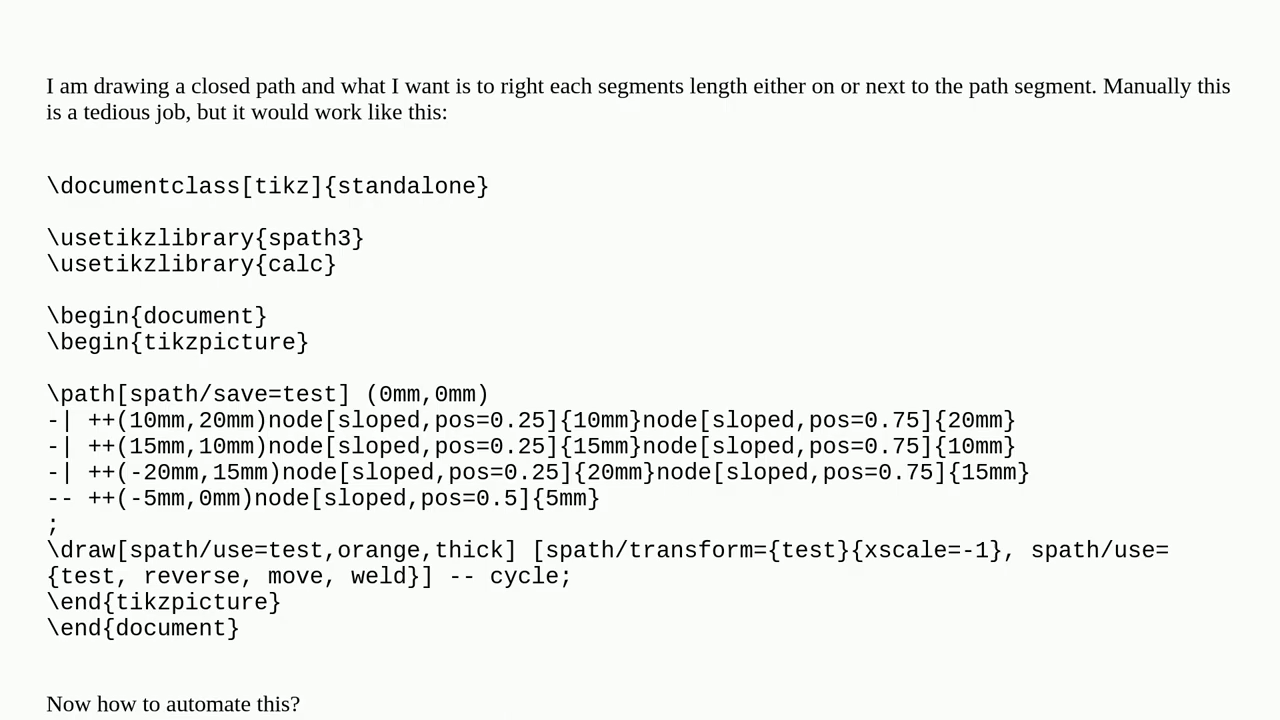 I am drawing a closed path and what I want is to right each segments length either on or next to the path segment. Manually this
is a tedious job, but it would work like this:
\documentclass[tikz]{standalone}
\usetikzlibrary{spath3}
\usetikzlibrary{calc}
\begin{document}
\begin{tikzpicture}
\path[spath/save=test] (0mm,0mm)
-| ++(10mm,20mm)node[sloped,pos=0.25]{10mm}node[sloped,pos=0.75]{20mm}
-| ++(15mm,10mm)node[sloped,pos=0.25]{15mm}node[sloped,pos=0.75]{10mm}
-| ++(-20mm,15mm)node[sloped,pos=0.25]{20mm}node[sloped,pos=0.75]{15mm}
-- ++(-5mm,0mm)node[sloped,pos=0.5]{5mm}
;
\draw[spath/use=test,orange,thick] [spath/transform={test}{xscale=-1}, spath/use=
{test, reverse, move, weld}] -- cycle;
\end{tikzpicture}
\end{document}
Now how to automate this?